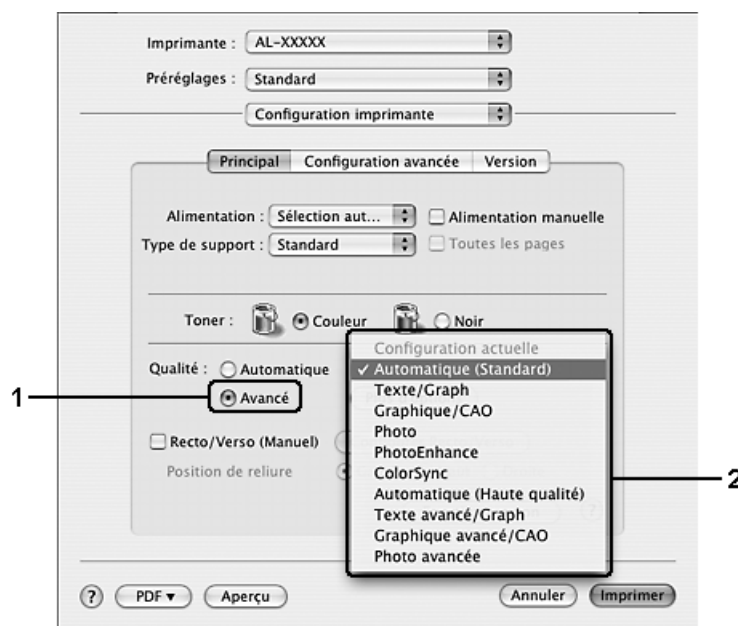 Imprimante : AL-XXXXX
Préréglages : Standard
Configuration imprimante
Principal Configuration avancée Version
Alimentation : Sélection aut... Alimentation manuelle
Type de support : Standard Toutes les pages
Toner : Couleur Noir
Qualité : Automatique
1 Avancé
Recto/Verso (Manuel)
Position de reliure
Configuration actuelle
✓ Automatique (Standard)
Texte/Graph
Graphique/CAO
Photo
PhotoEnhance
ColorSync
2
Automatique (Haute qualité)
Texte avancé/Graph
Graphique avancé/CAO
Photo avancée
? PDF ▼ Aperçu Annuler Imprimer